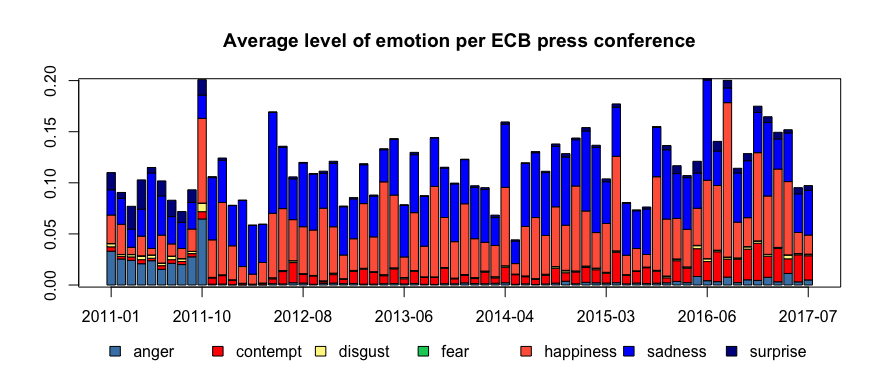 Average level of emotion per ECB press conference
0.20
0.15
0.10
0.05
0.00
2011-01 2011-10 2012-08 2013-06 2014-04 2015-03 2016-06 2017-07
anger contempt disgust fear happiness sadness surprise